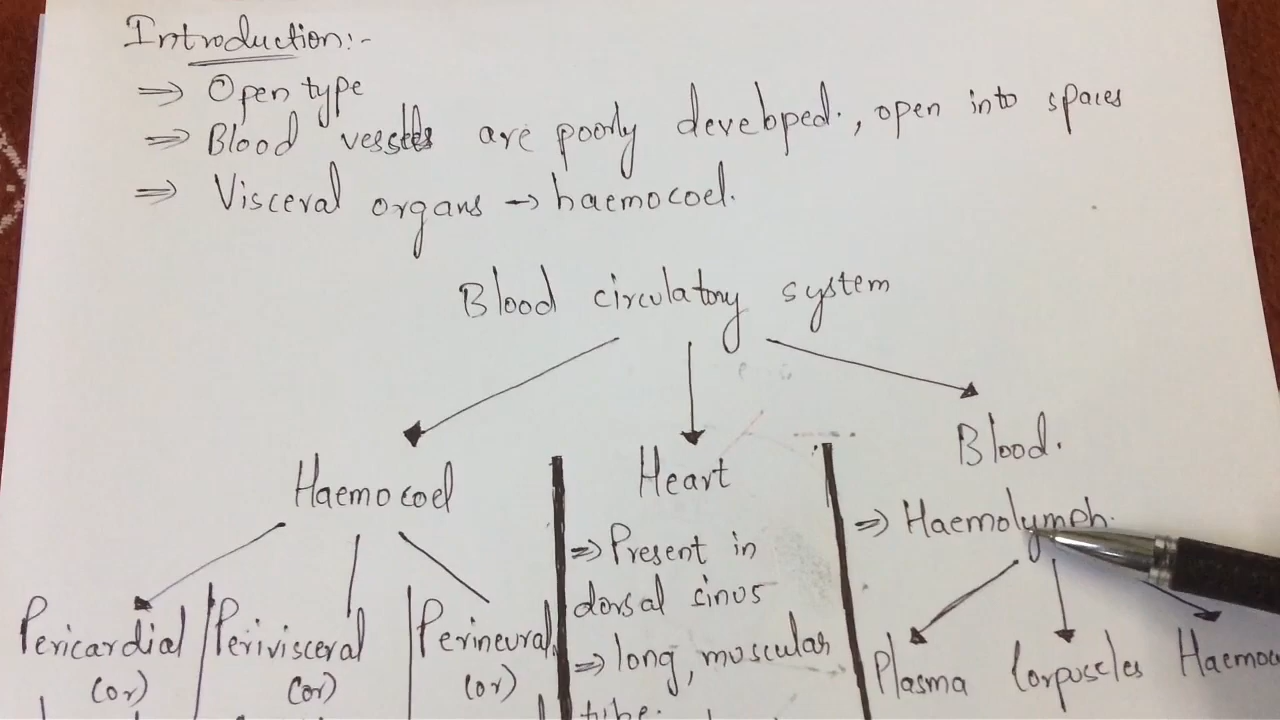 Introduction:-
⇒ Open type
⇒ Blood vessels are poorly developed., open into spaces
⇒ Visceral organs → haemocoel.
Blood circulatory system
Haemocoel
Pericardial
(or)
Perivisceral
(or)
Perineural
(or)
Heart
⇒ Present in
dorsal sinus
⇒ long, muscular
tube.
Blood.
⇒ Haemolymph.
Plasma
Corpuscles